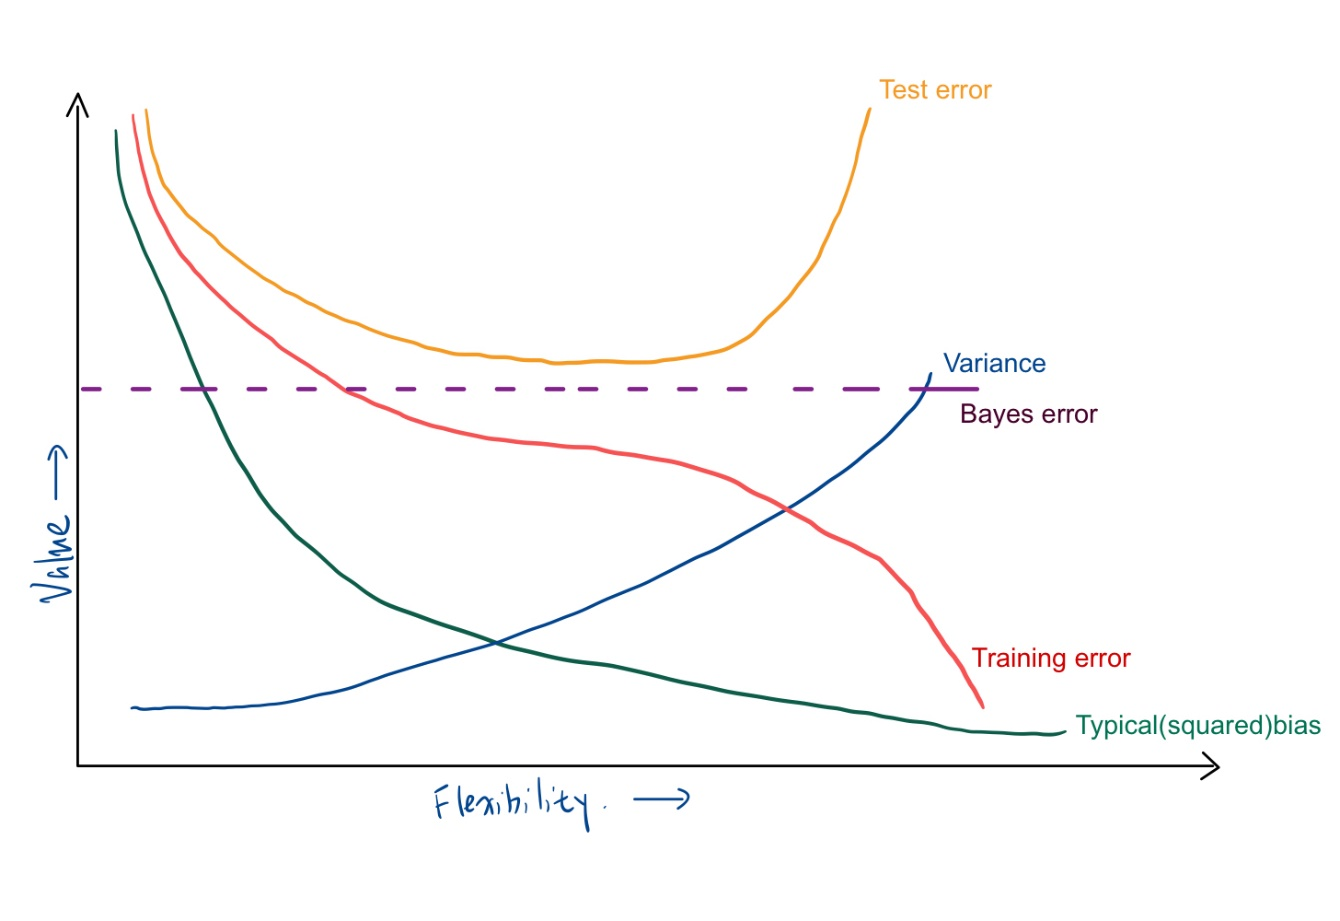 Test error
Variance
Bayes error
Value
Training error
Typical(squared)bias
Flexibility.